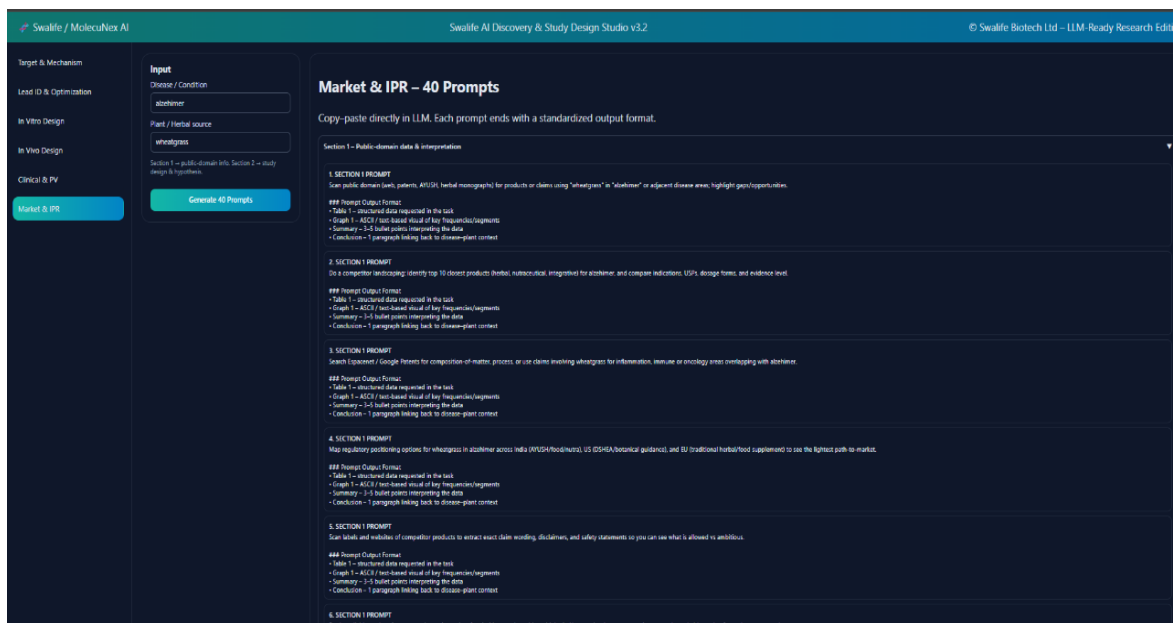 Swalife / MolecuNex AI
Swalife AI Discovery & Study Design Studio v3.2
© Swalife Biotech Ltd – LLM-Ready Research Editi
Target & Mechanism
Lead ID & Optimization
In Vitro Design
In Vivo Design
Clinical & PV
Market & IPR
Input
Disease / Condition
alzehimer
Plant / Herbal source
wheatgrass
Section 1 → public-domain info. Section 2 → study
design & hypothesis.
Generate 40 Prompts
Market & IPR – 40 Prompts
Copy-paste directly in LLM. Each prompt ends with a standardized output format.
Section 1 – Public-domain data & interpretation
1. SECTION 1 PROMPT
Scan public domain (web, patents, AYUSH, herbal monographs) for products or claims using "wheatgrass" in "alzehimer" or adjacent disease areas; highlight gaps/opportunities.
### Prompt Output Format
• Table 1 – structured data requested in the task
• Graph 1 – ASCII / text-based visual of key frequencies/segments
• Summary – 3–5 bullet points interpreting the data
• Conclusion – 1 paragraph linking back to disease–plant context
2. SECTION 1 PROMPT
Do a competitor landscaping: identify top 10 closest products (herbal, nutraceutical, integrative) for alzehimer, and compare indications, USPs, dosage forms, and evidence level.
### Prompt Output Format
• Table 1 – structured data requested in the task
• Graph 1 – ASCII / text-based visual of key frequencies/segments
• Summary – 3–5 bullet points interpreting the data
• Conclusion – 1 paragraph linking back to disease–plant context
3. SECTION 1 PROMPT
Search Espacenet / Google Patents for composition-of-matter, process, or use claims involving wheatgrass for inflammation, immune or oncology areas overlapping with alzehimer.
### Prompt Output Format
• Table 1 – structured data requested in the task
• Graph 1 – ASCII / text-based visual of key frequencies/segments
• Summary – 3–5 bullet points interpreting the data
• Conclusion – 1 paragraph linking back to disease–plant context
4. SECTION 1 PROMPT
Map regulatory positioning options for wheatgrass in alzehimer across India (AYUSH/food/nutra), US (DSHEA/botanical guidance), and EU (traditional herbal/food supplement) to see the lightest path-to-market.
### Prompt Output Format
• Table 1 – structured data requested in the task
• Graph 1 – ASCII / text-based visual of key frequencies/segments
• Summary – 3–5 bullet points interpreting the data
• Conclusion – 1 paragraph linking back to disease–plant context
5. SECTION 1 PROMPT
Scan labels and websites of competitor products to extract exact claim wording, disclaimers, and safety statements so you can see what is allowed vs ambitious.
### Prompt Output Format
• Table 1 – structured data requested in the task
• Graph 1 – ASCII / text-based visual of key frequencies/segments
• Summary – 3–5 bullet points interpreting the data
• Conclusion – 1 paragraph linking back to disease–plant context
6. SECTION 1 PROMPT